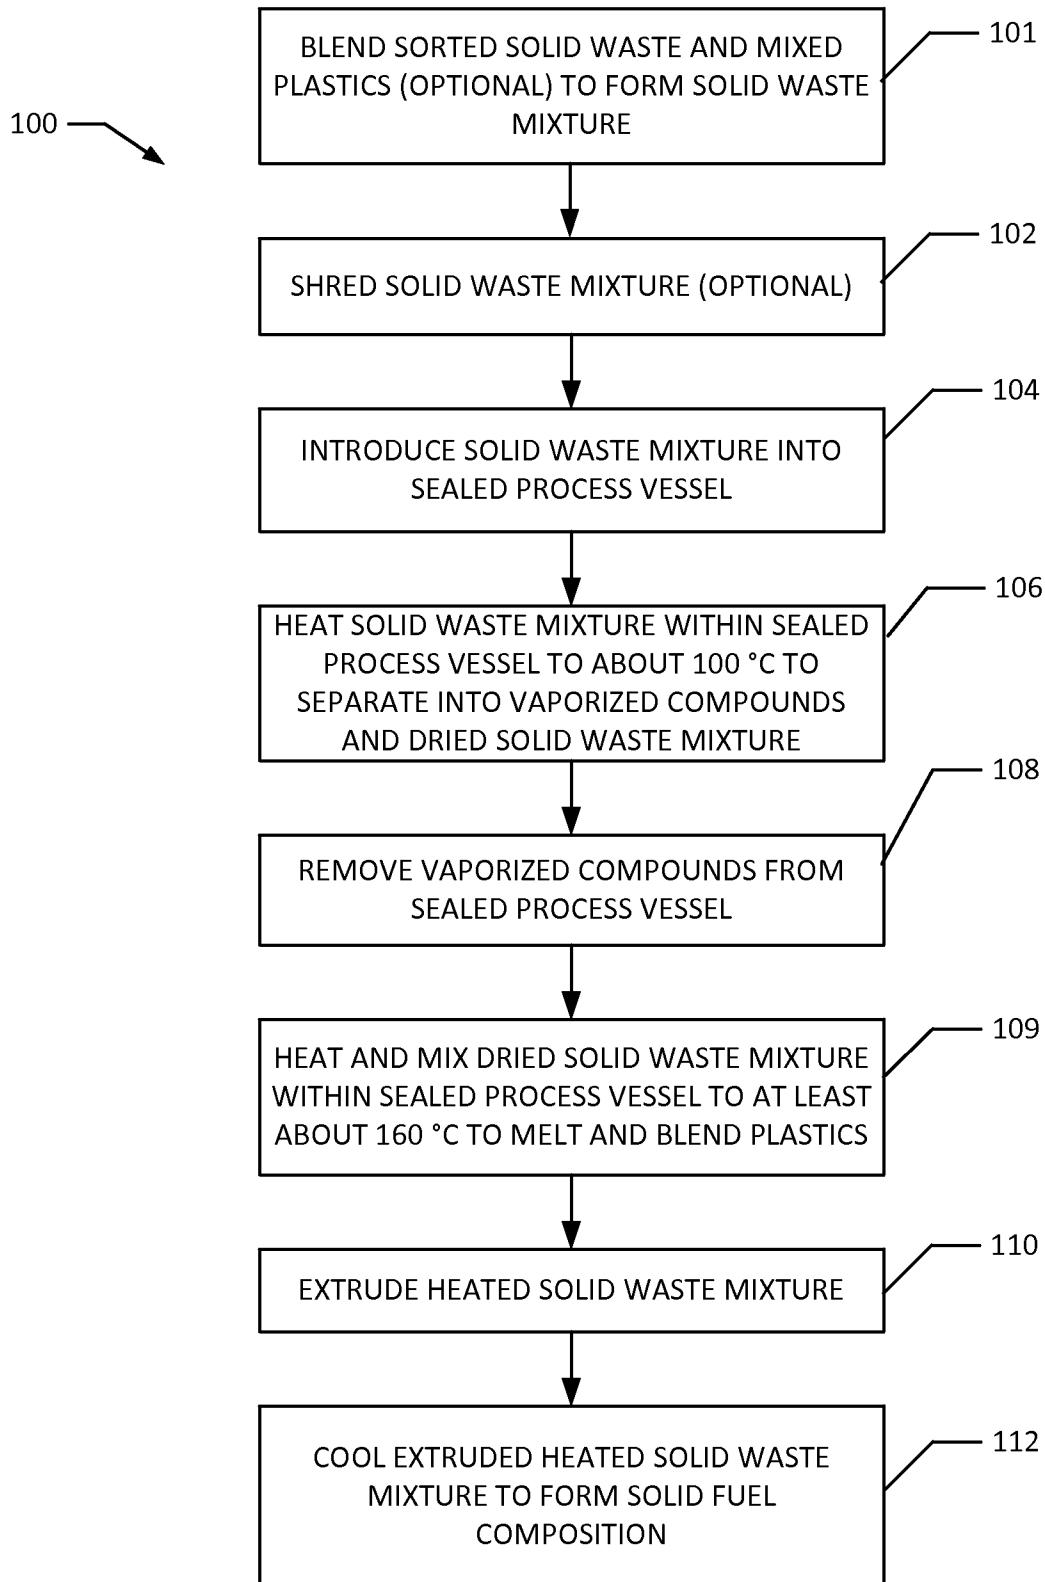 BLEND SORTED SOLID WASTE AND MIXED
PLASTICS (OPTIONAL) TO FORM SOLID WASTE
MIXTURE
101
100
SHRED SOLID WASTE MIXTURE (OPTIONAL)
102
INTRODUCE SOLID WASTE MIXTURE INTO
SEALED PROCESS VESSEL
104
HEAT SOLID WASTE MIXTURE WITHIN SEALED
PROCESS VESSEL TO ABOUT 100 °C TO
SEPARATE INTO VAPORIZED COMPOUNDS
AND DRIED SOLID WASTE MIXTURE
106
REMOVE VAPORIZED COMPOUNDS FROM
SEALED PROCESS VESSEL
108
HEAT AND MIX DRIED SOLID WASTE MIXTURE
WITHIN SEALED PROCESS VESSEL TO AT LEAST
ABOUT 160 °C TO MELT AND BLEND PLASTICS
109
EXTRUDE HEATED SOLID WASTE MIXTURE
110
COOL EXTRUDED HEATED SOLID WASTE
MIXTURE TO FORM SOLID FUEL
COMPOSITION
112